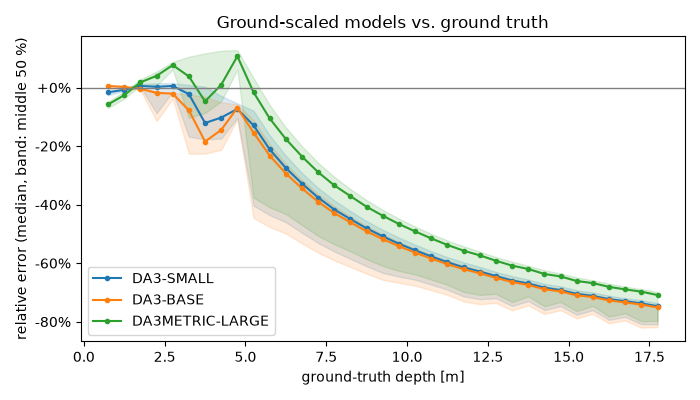 Ground-scaled models vs. ground truth
relative error (median, band: middle 50 %)
+0%
-20%
-40%
-60%
-80%
DA3-SMALL
DA3-BASE
DA3METRIC-LARGE
0.0 2.5 5.0 7.5 10.0 12.5 15.0 17.5
ground-truth depth [m]